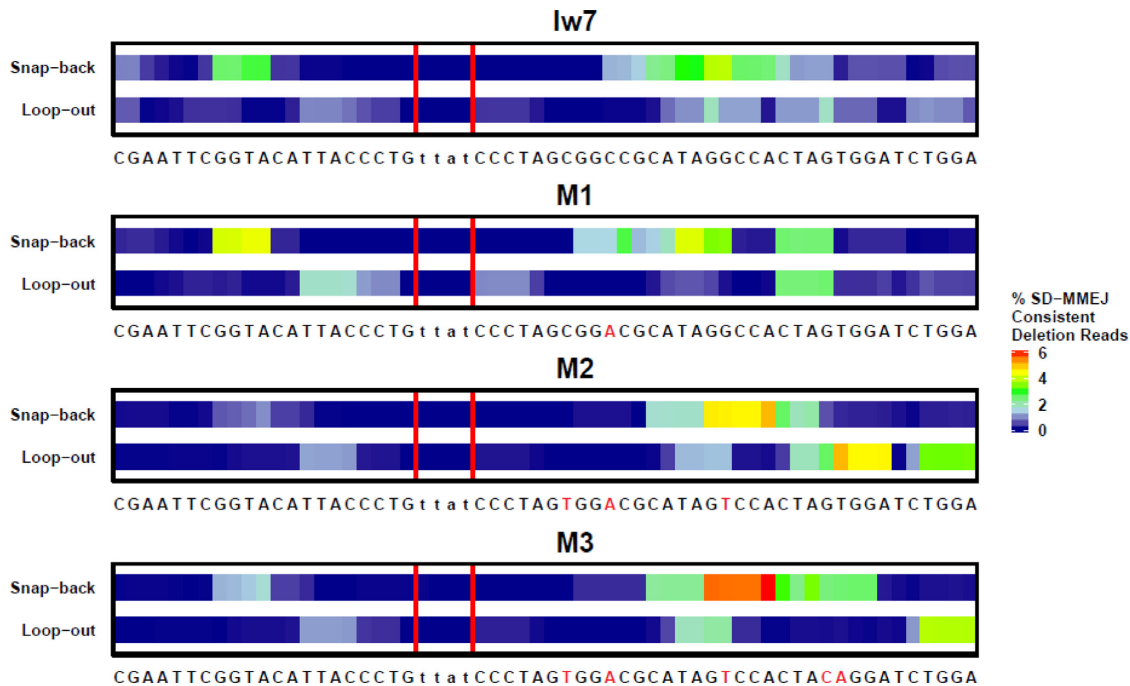 Iw7
Snap-back
Loop-out
CGAATTCGGTACATTACCCTGttatCCCTAGCGGCCGCATAGGCCACTAGTGGATCTGGA
M1
Snap-back
Loop-out
CGAATTCGGTACATTACCCTGttatCCCTAGCGGACGCATAGGCCACTAGTGGATCTGGA
% SD-MMEJ
Consistent
Deletion Reads
6
4
2
0
M2
Snap-back
Loop-out
CGAATTCGGTACATTACCCTGttatCCCTAGTGGACGCATAGTCCACTAGTGGATCTGGA
M3
Snap-back
Loop-out
CGAATTCGGTACATTACCCTGttatCCCTAGTGGACGCATAGTCCACTACAGGATCTGGA